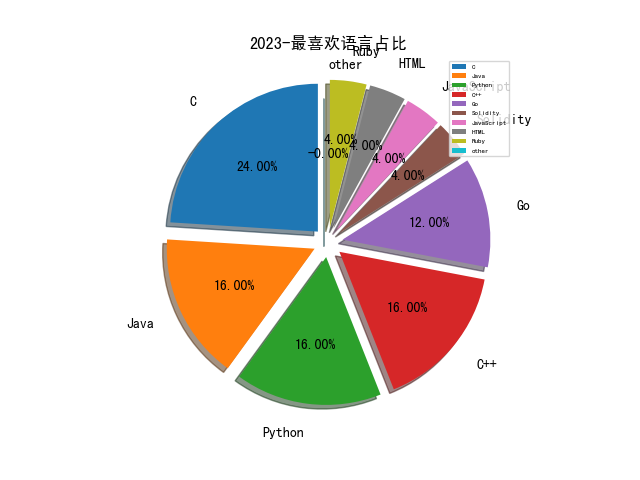 2023-最喜欢语言占比
Ruby
other
HTML
JavaScript
Solidity
C
Go
Java
C++
Python
24.00%
16.00%
16.00%
16.00%
12.00%
4.00%
4.00%
4.00%
4.00%
-0.00%
C
Java
Python
C++
Go
Solidity
JavaScript
HTML
Ruby
other